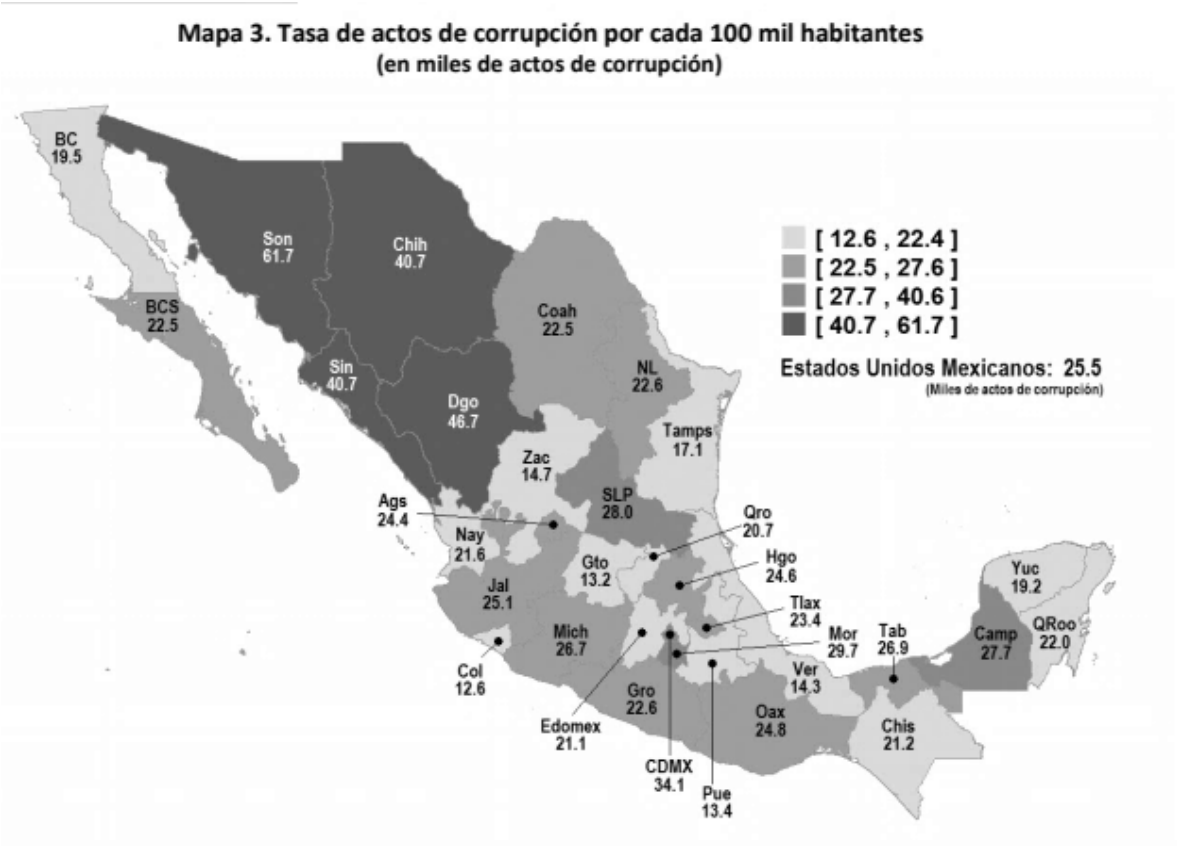 Mapa 3. Tasa de actos de corrupción por cada 100 mil habitantes
(en miles de actos de corrupción)
BC
19.5
Son
61.7
Chih
40.7
[ 12.6 , 22.4 ]
[ 22.5 , 27.6 ]
[ 27.7 , 40.6 ]
[ 40.7 , 61.7 ]
Estados Unidos Mexicanos: 25.5
(Miles de actos de corrupción)
BCS
22.5
Coah
22.5
Sin
40.7
NL
22.6
Dgo
46.7
Tamps
17.1
Zac
14.7
SLP
28.0
Ags
24.4
Qro
20.7
Nay
21.6
Gto
13.2
Hgo
24.6
Yuc
19.2
Jal
25.1
Tlax
23.4
QRoo
22.0
Mich
26.7
Mor
29.7
Tab
26.9
Camp
27.7
Col
12.6
Ver
14.3
Gro
22.6
Oax
24.8
Edomex
21.1
Chis
21.2
CDMX
34.1
Pue
13.4